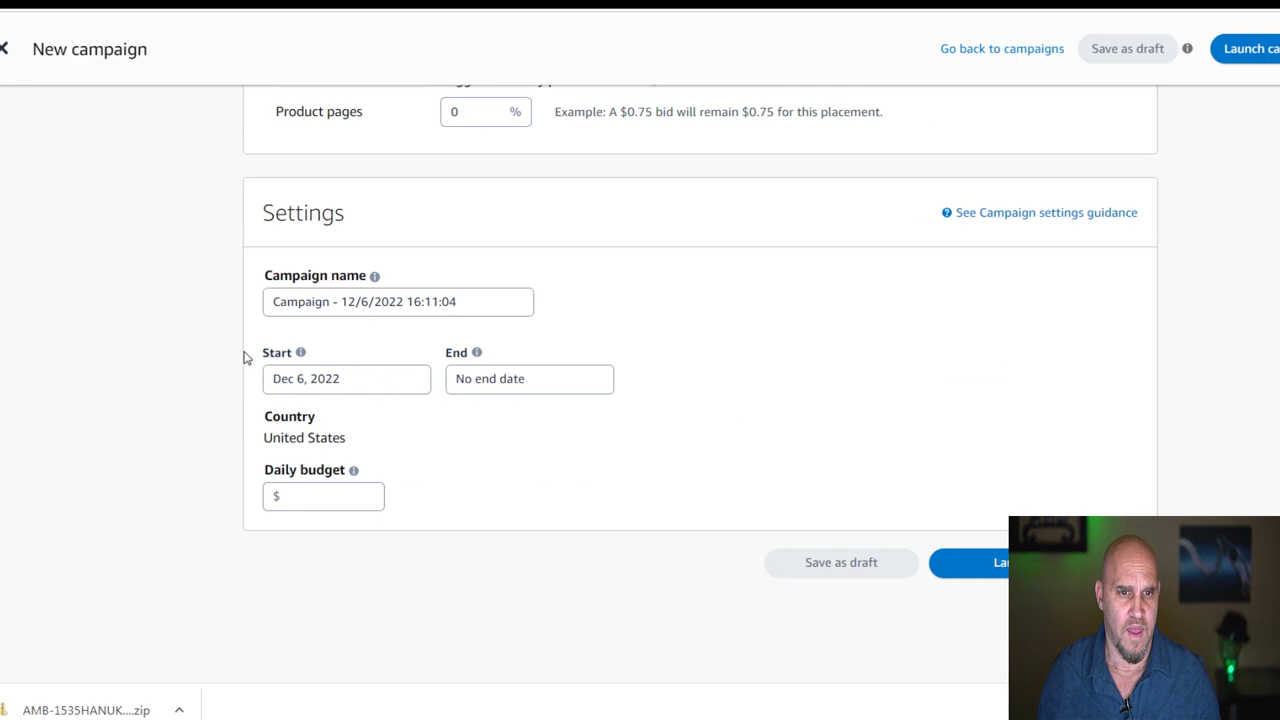 New campaign
Go back to campaigns
Save as draft
Launch ca
Product pages
0 %
Example: A $0.75 bid will remain $0.75 for this placement.
Settings
See Campaign settings guidance
Campaign name
Campaign - 12/6/2022 16:11:04
Start
End
Dec 6, 2022
No end date
Country
United States
Daily budget
$
Save as draft
La
AMB-1535HANUK....zip